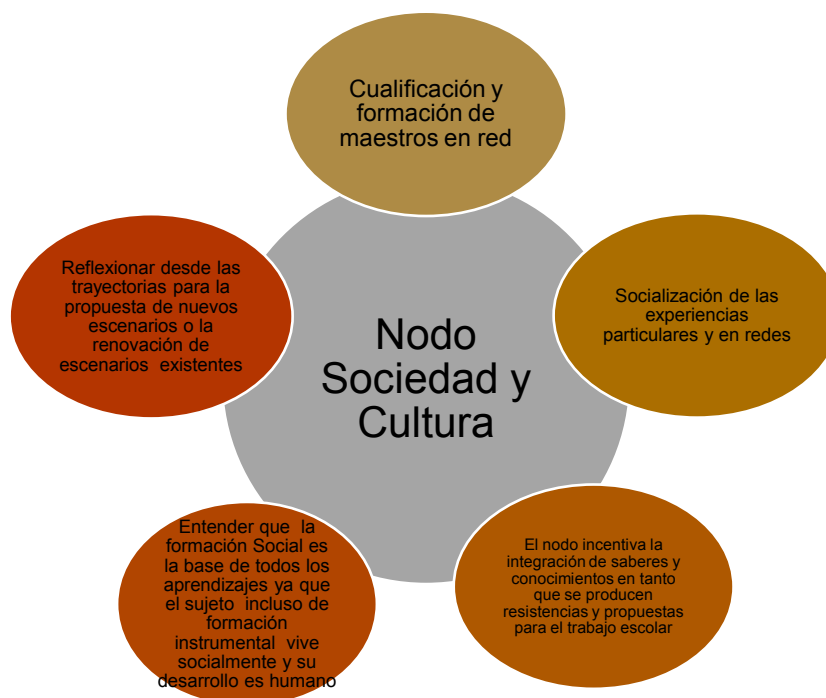 Cualificación y
formación de
maestros en red
Socialización de las
experiencias
particulares y en redes
El nodo incentiva la
integración de saberes y
conocimientos en tanto
que se producen
resistencias y propuestas
para el trabajo escolar
Entender que la
formación Social es
la base de todos los
aprendizajes ya que
el sujeto incluso de
formación
instrumental vive
socialmente y su
desarrollo es humano
Reflexionar desde las
trayectorias para la
propuesta de nuevos
escenarios o la
renovación de
escenarios existentes
Nodo
Sociedad y
Cultura